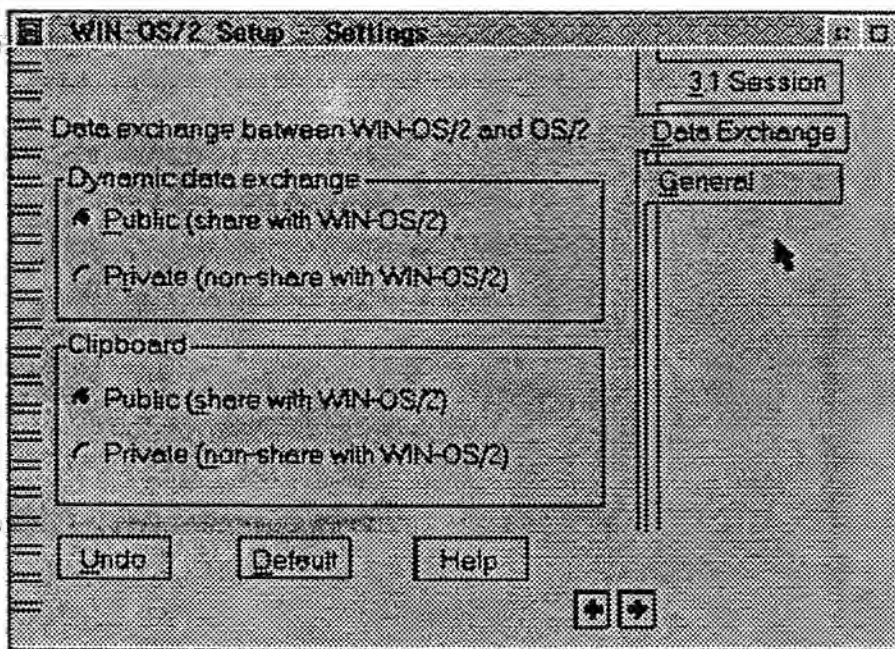 WIN-OS/2 Setup - Settings
3.1 Session
Data exchange between WIN-OS/2 and OS/2
Data Exchange
Dynamic data exchange
General
Public (share with WIN-OS/2)
Private (non-share with WIN-OS/2)
Clipboard
Public (share with WIN-OS/2)
Private (non-share with WIN-OS/2)
Undo
Default
Help